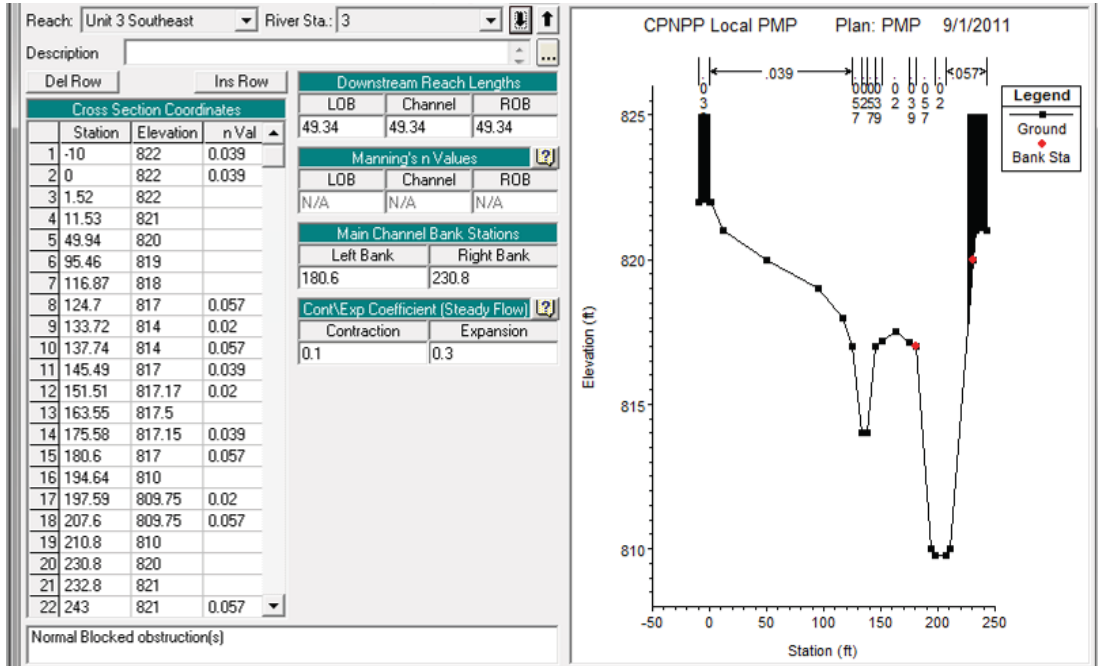 Reach: Unit 3 Southeast River Sta.: 3
Description ...
Del Row Ins Row
Cross Section Coordinates
Station Elevation n Val
1 -10 822 0.039
2 0 822 0.039
3 1.52 822
4 11.53 821
5 49.94 820
6 95.46 819
7 116.87 818
8 124.7 817 0.057
9 133.72 814 0.02
10 137.74 814 0.057
11 145.49 817 0.039
12 151.51 817.17 0.02
13 163.55 817.5
14 175.58 817.15 0.039
15 180.6 817 0.057
16 194.64 810
17 197.59 809.75 0.02
18 207.6 809.75 0.057
19 210.8 810
20 230.8 820
21 232.8 821
22 243 821 0.057
Downstream Reach Lengths
LOB Channel ROB
49.34 49.34 49.34
Manning's n Values
LOB Channel ROB
N/A N/A N/A
Main Channel Bank Stations
Left Bank Right Bank
180.6 230.8
Cont\Exp Coefficient (Steady Flow)
Contraction Expansion
0.1 0.3
Normal Blocked obstruction(s)
CPNPP Local PMP Plan: PMP 9/1/2011
.039
.057
Legend
Ground
Bank Sta
825
820
815
810
Elevation (ft)
-50 0 50 100 150 200 250
Station (ft)